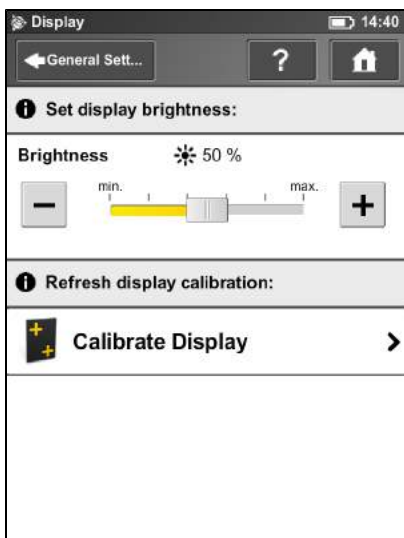 Display 14:40
General Sett... ?
Set display brightness:
Brightness 50 %
min. max.
− +
Refresh display calibration:
Calibrate Display